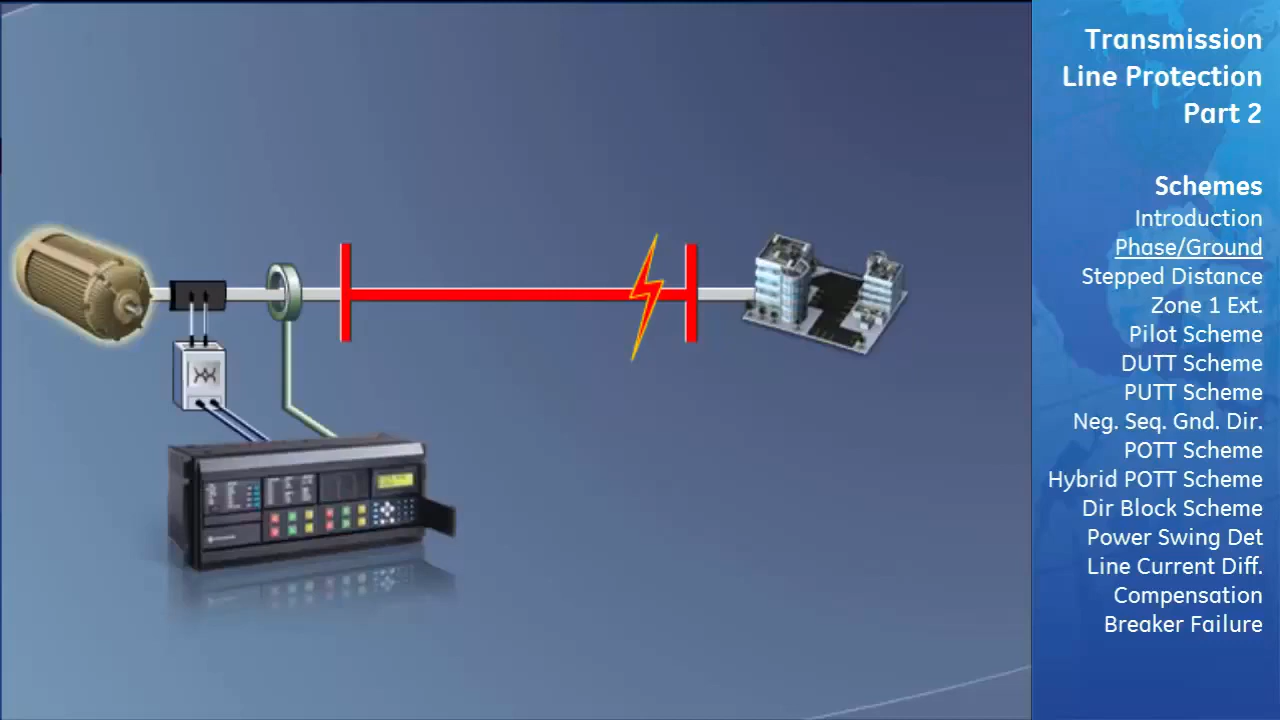 Transmission
Line Protection
Part 2
Schemes
Introduction
Phase/Ground
Stepped Distance
Zone 1 Ext.
Pilot Scheme
DUTT Scheme
PUTT Scheme
Neg. Seq. Gnd. Dir.
POTT Scheme
Hybrid POTT Scheme
Dir Block Scheme
Power Swing Det
Line Current Diff.
Compensation
Breaker Failure